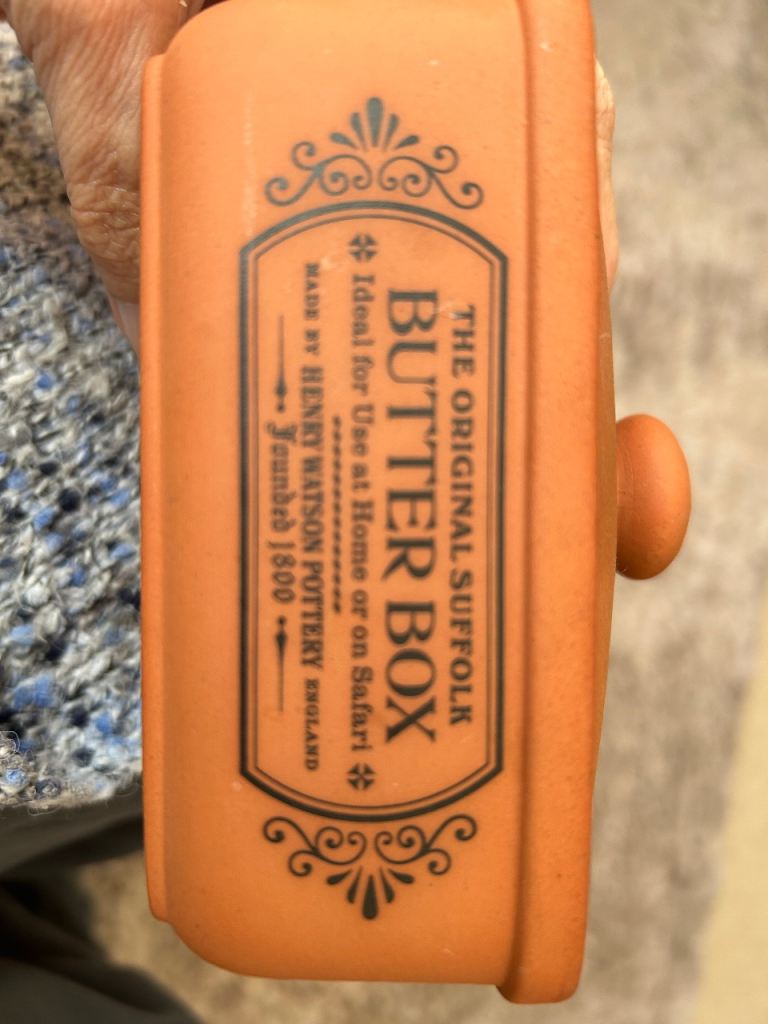 THE ORIGINAL SUFFOLK
BUTTER BOX
Ideal for Use at Home or on Safari
MADE BY HENRY WATSON POTTERY ENGLAND
Founded 1800